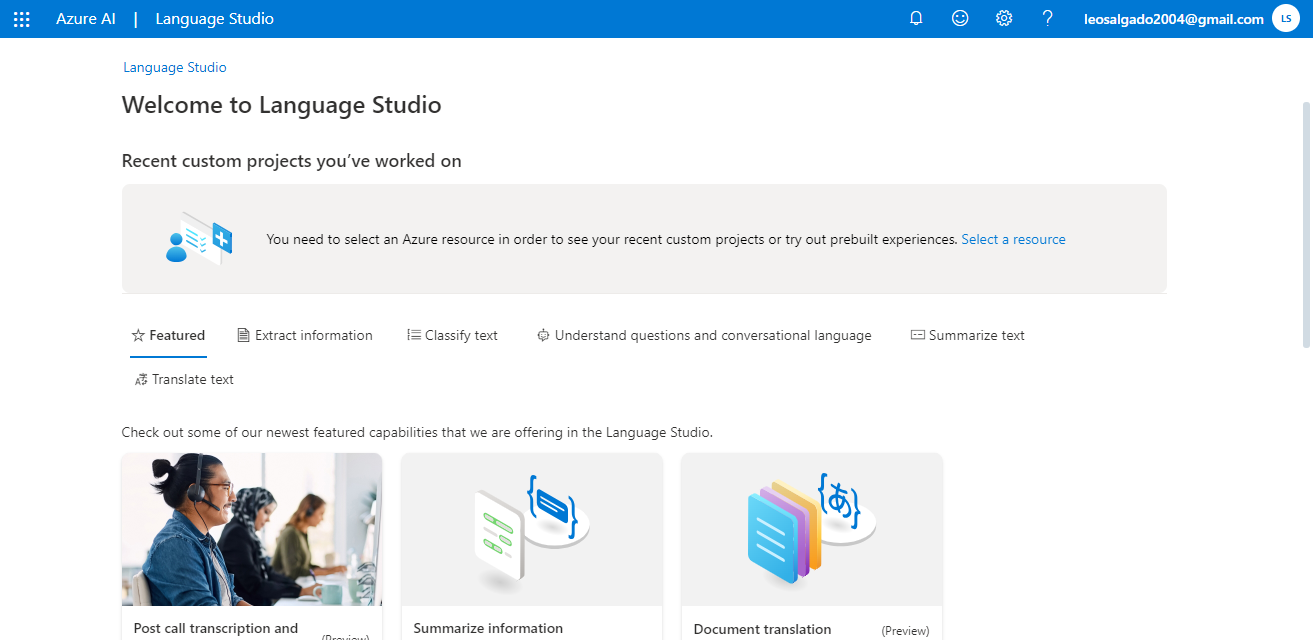 Azure AI | Language Studio leosalgado2004@gmail.com LS
Language Studio
Welcome to Language Studio
Recent custom projects you’ve worked on
You need to select an Azure resource in order to see your recent custom projects or try out prebuilt experiences. Select a resource
Featured Extract information Classify text Understand questions and conversational language Summarize text
Translate text
Check out some of our newest featured capabilities that we are offering in the Language Studio.
{あ}
Post call transcription and (Preview)
Summarize information
Document translation (Preview)